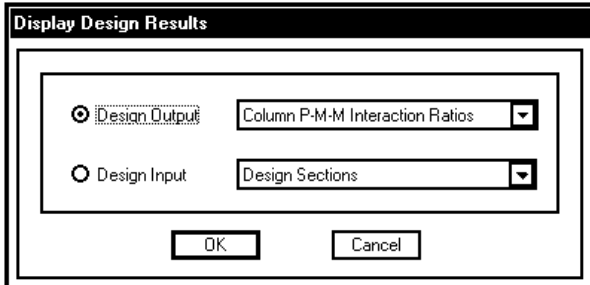 Display Design Results
Design Output Column P-M-M Interaction Ratios
Design Input Design Sections
OK Cancel